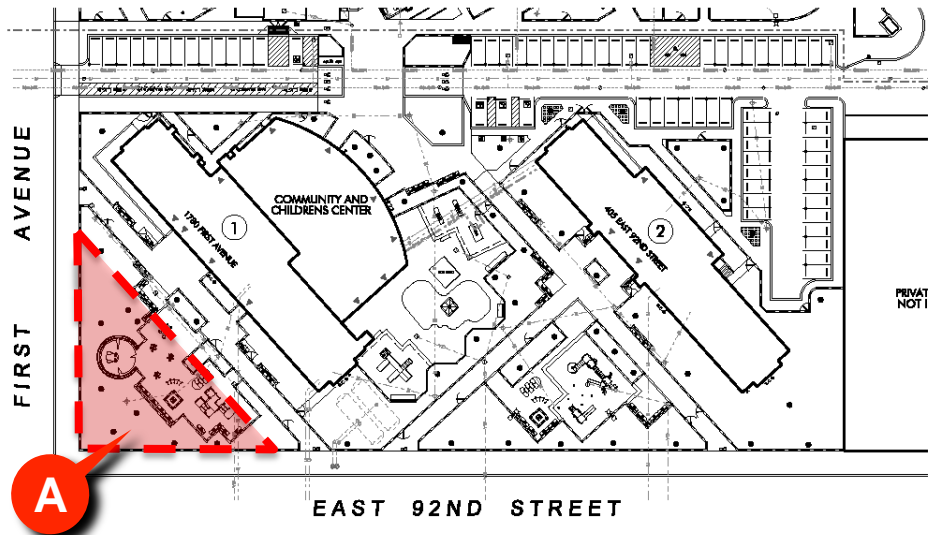 FIRST AVENUE
1
1780 FIRST AVENUE
COMMUNITY AND
CHILDRENS CENTER
2
405 EAST 92ND STREET
PRIVAT
NOT I
A
EAST 92ND STREET